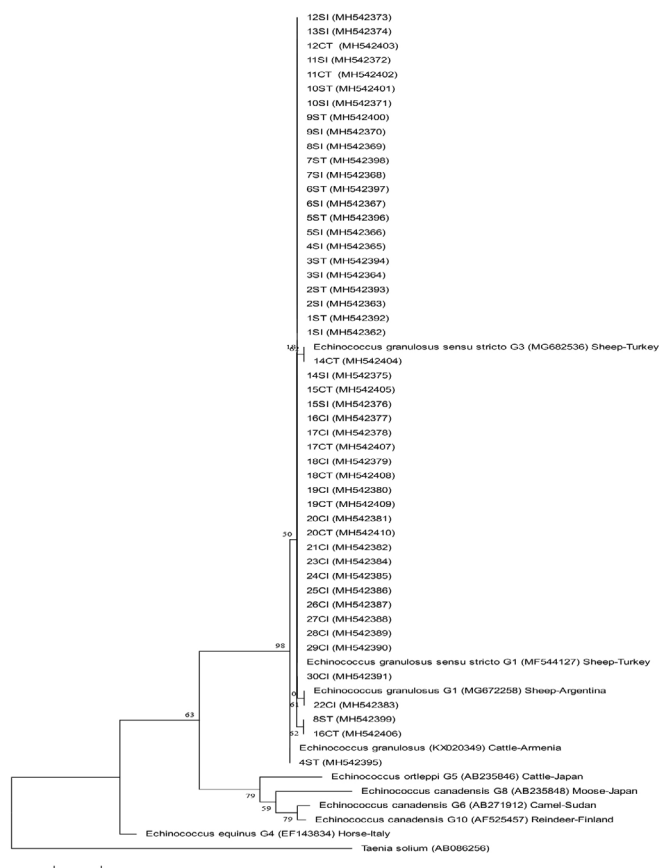 12SI (MH542373)
13SI (MH542374)
12CT (MH542403)
11SI (MH542372)
11CT (MH542402)
10ST (MH542401)
10SI (MH542371)
9ST (MH542400)
9SI (MH542370)
8SI (MH542369)
7ST (MH542398)
7SI (MH542368)
6ST (MH542397)
6SI (MH542367)
5ST (MH542396)
5SI (MH542366)
4SI (MH542365)
3ST (MH542394)
3SI (MH542364)
2ST (MH542393)
2SI (MH542363)
1ST (MH542392)
1SI (MH542362)
Echinococcus granulosus sensu stricto G3 (MG682536) Sheep-Turkey
14CT (MH542404)
14SI (MH542375)
15CT (MH542405)
15SI (MH542376)
16CI (MH542377)
17CI (MH542378)
17CT (MH542407)
18CI (MH542379)
18CT (MH542408)
19CI (MH542380)
19CT (MH542409)
20CI (MH542381)
50
20CT (MH542410)
21CI (MH542382)
23CI (MH542384)
24CI (MH542385)
25CI (MH542386)
26CI (MH542387)
27CI (MH542388)
28CI (MH542389)
98
29CI (MH542390)
Echinococcus granulosus sensu stricto G1 (MF544127) Sheep-Turkey
30CI (MH542391)
Echinococcus granulosus G1 (MG672258) Sheep-Argentina
22CI (MH542383)
63
8ST (MH542399)
62
16CT (MH542406)
Echinococcus granulosus (KX020349) Cattle-Armenia
4ST (MH542395)
Echinococcus ortleppi G5 (AB235846) Cattle-Japan
79
Echinococcus canadensis G8 (AB235848) Moose-Japan
59
Echinococcus canadensis G6 (AB271912) Camel-Sudan
79
Echinococcus canadensis G10 (AF525457) Reindeer-Finland
Echinococcus equinus G4 (EF143834) Horse-Italy
Taenia solium (AB086256)